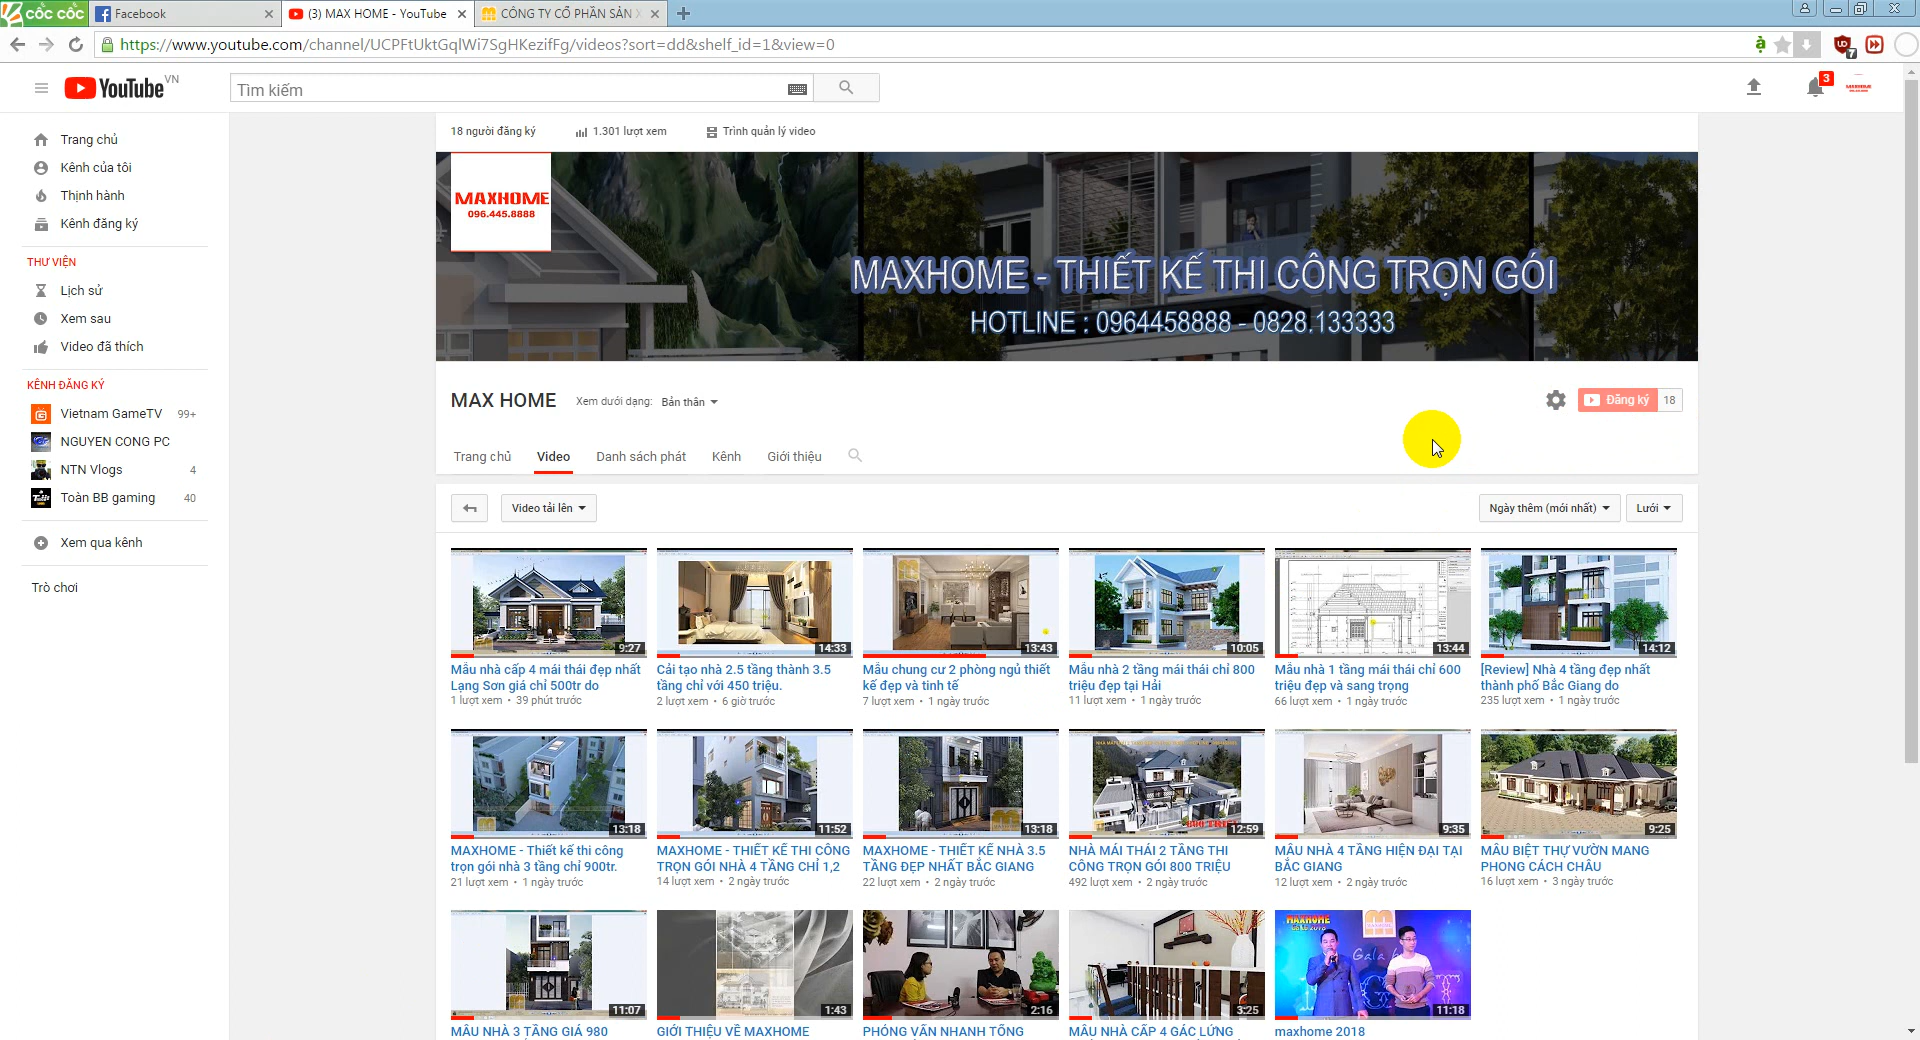 CỐC CỐC
Facebook
(3) MAX HOME - YouTube
CÔNG TY CỔ PHẦN SẢN X
https://www.youtube.com/channel/UCPFtUktGqlWi7SgHKezifFg/videos?sort=dd&shelf_id=1&view=0
7
YouTube VN
Tìm kiếm
3
Trang chủ
Kênh của tôi
Thịnh hành
Kênh đăng ký
THƯ VIỆN
Lịch sử
Xem sau
Video đã thích
KÊNH ĐĂNG KÝ
Vietnam GameTV 99+
NGUYEN CONG PC
NTN Vlogs 4
Toàn BB gaming 40
Xem qua kênh
Trò chơi
18 người đăng ký
1.301 lượt xem
Trình quản lý video
MAXHOME
096.445.8888
MAXHOME - THIẾT KẾ THI CÔNG TRỌN GÓI
HOTLINE : 0964458888 - 0828.133333
MAX HOME
Xem dưới dạng: Bản thân
Đăng ký 18
Trang chủ
Video
Danh sách phát
Kênh
Giới thiệu
Video tải lên
Ngày thêm (mới nhất)
Lưới
9:27
14:33
13:43
10:05
13:44
14:12
Mẫu nhà cấp 4 mái thái đẹp nhất
Lạng Sơn giá chỉ 500tr do
1 lượt xem • 39 phút trước
Cải tạo nhà 2.5 tầng thành 3.5
tầng chỉ với 450 triệu.
2 lượt xem • 6 giờ trước
Mẫu chung cư 2 phòng ngủ thiết
kế đẹp và tinh tế
7 lượt xem • 1 ngày trước
Mẫu nhà 2 tầng mái thái chỉ 800
triệu đẹp tại Hải
11 lượt xem • 1 ngày trước
Mẫu nhà 1 tầng mái thái chỉ 600
triệu đẹp và sang trọng
66 lượt xem • 1 ngày trước
[Review] Nhà 4 tầng đẹp nhất
thành phố Bắc Giang do
235 lượt xem • 1 ngày trước
13:18
11:52
13:18
12:59
9:35
9:25
MAXHOME - Thiết kế thi công
trọn gói nhà 3 tầng chỉ 900tr.
21 lượt xem • 1 ngày trước
MAXHOME - THIẾT KẾ THI CÔNG
TRỌN GÓI NHÀ 4 TẦNG CHỈ 1,2
14 lượt xem • 2 ngày trước
MAXHOME - THIẾT KẾ NHÀ 3.5
TẦNG ĐẸP NHẤT BẮC GIANG
22 lượt xem • 2 ngày trước
NHÀ MÁI THÁI 2 TẦNG THI
CÔNG TRỌN GÓI 800 TRIỆU
492 lượt xem • 2 ngày trước
MẪU NHÀ 4 TẦNG HIỆN ĐẠI TẠI
BẮC GIANG
12 lượt xem • 2 ngày trước
MẪU BIỆT THỰ VƯỜN MANG
PHONG CÁCH CHÂU
16 lượt xem • 3 ngày trước
11:07
1:43
2:16
3:25
MAXHOME
Gala
11:18
MẪU NHÀ 3 TẦNG GIÁ 980
GIỚI THIỆU VỀ MAXHOME
PHỎNG VẤN NHANH TỔNG
MẪU NHÀ CẤP 4 GÁC LỬNG
maxhome 2018